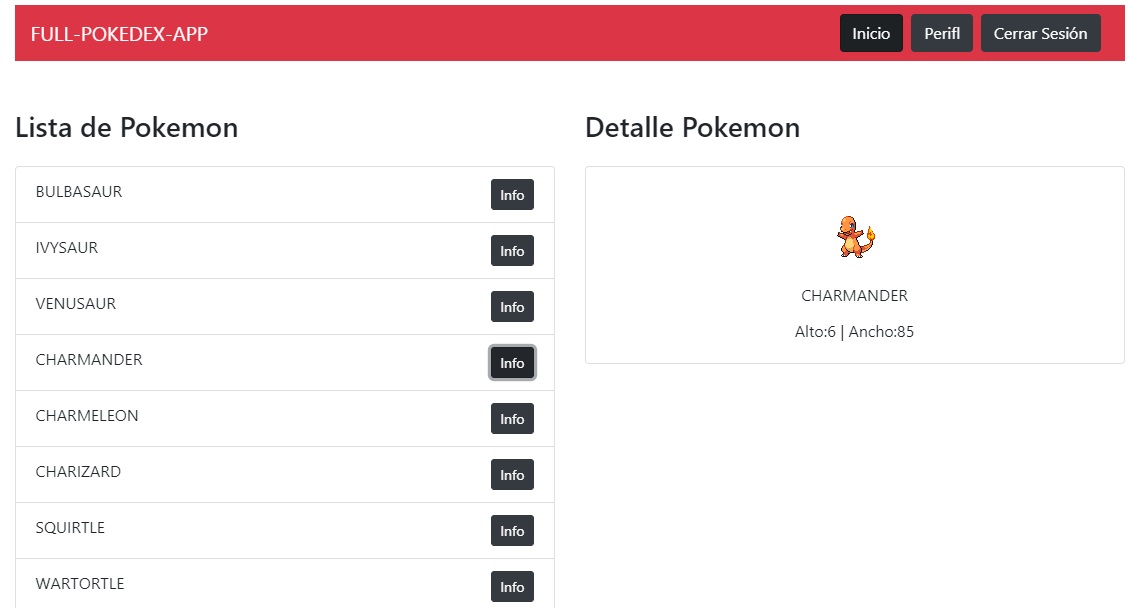 FULL-POKEDEX-APP
Inicio
Perifl
Cerrar Sesión
Lista de Pokemon
BULBASAUR Info
IVYSAUR Info
VENUSAUR Info
CHARMANDER Info
CHARMELEON Info
CHARIZARD Info
SQUIRTLE Info
WARTORTLE Info
Detalle Pokemon
CHARMANDER
Alto:6 | Ancho:85